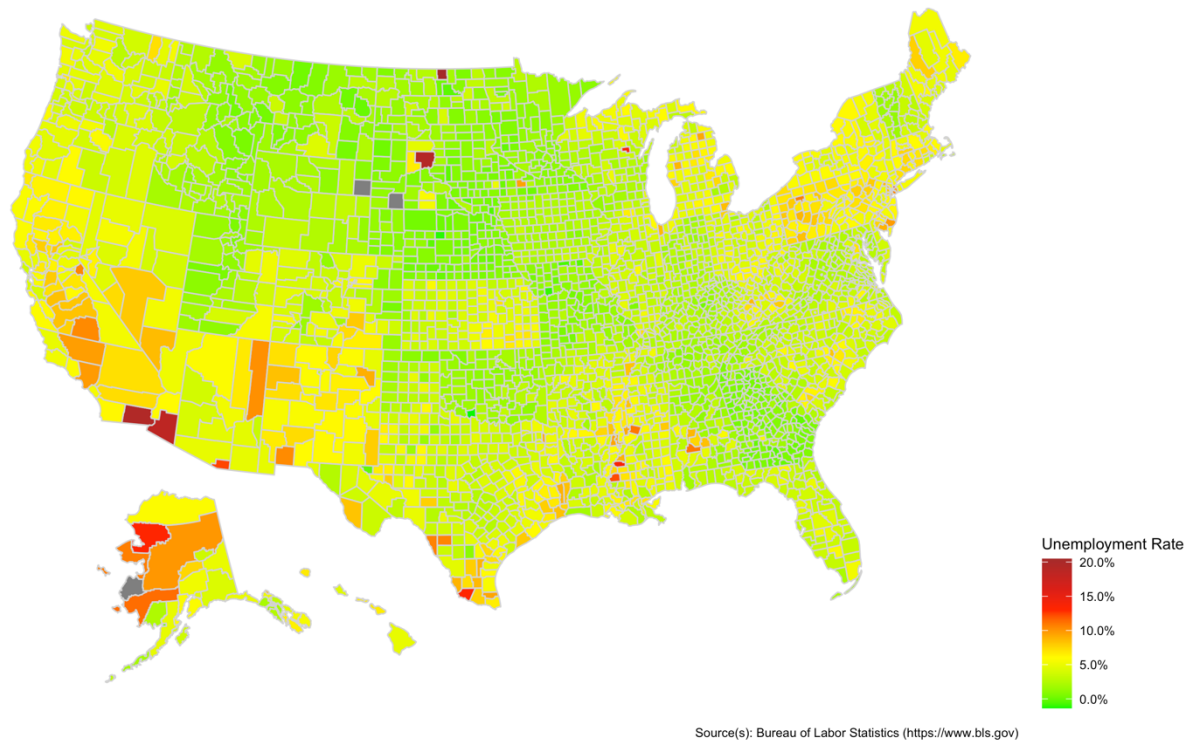 Unemployment Rate
20.0%
15.0%
10.0%
5.0%
0.0%
Source(s): Bureau of Labor Statistics (https://www.bls.gov)